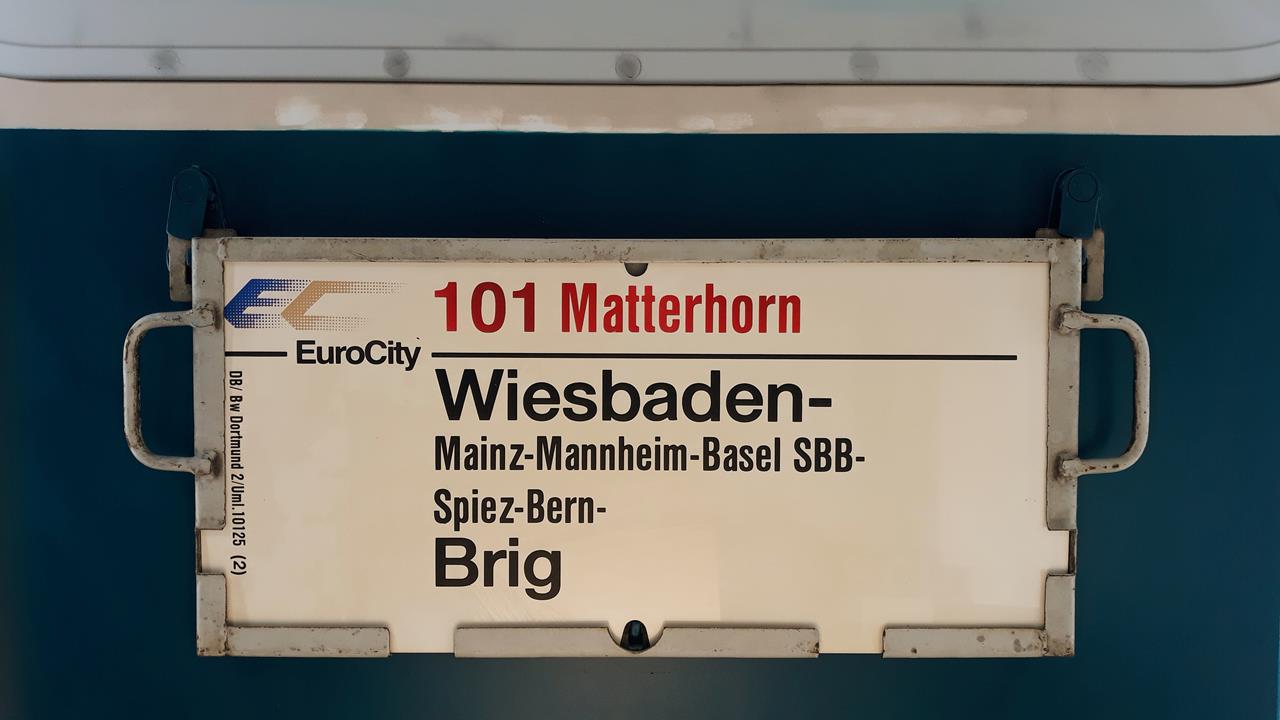 EC
101 Matterhorn
EuroCity
Wiesbaden-
Mainz-Mannheim-Basel SBB-
Spiez-Bern-
Brig
DB/ Bw Dortmund 2/Uml.10125 (2)